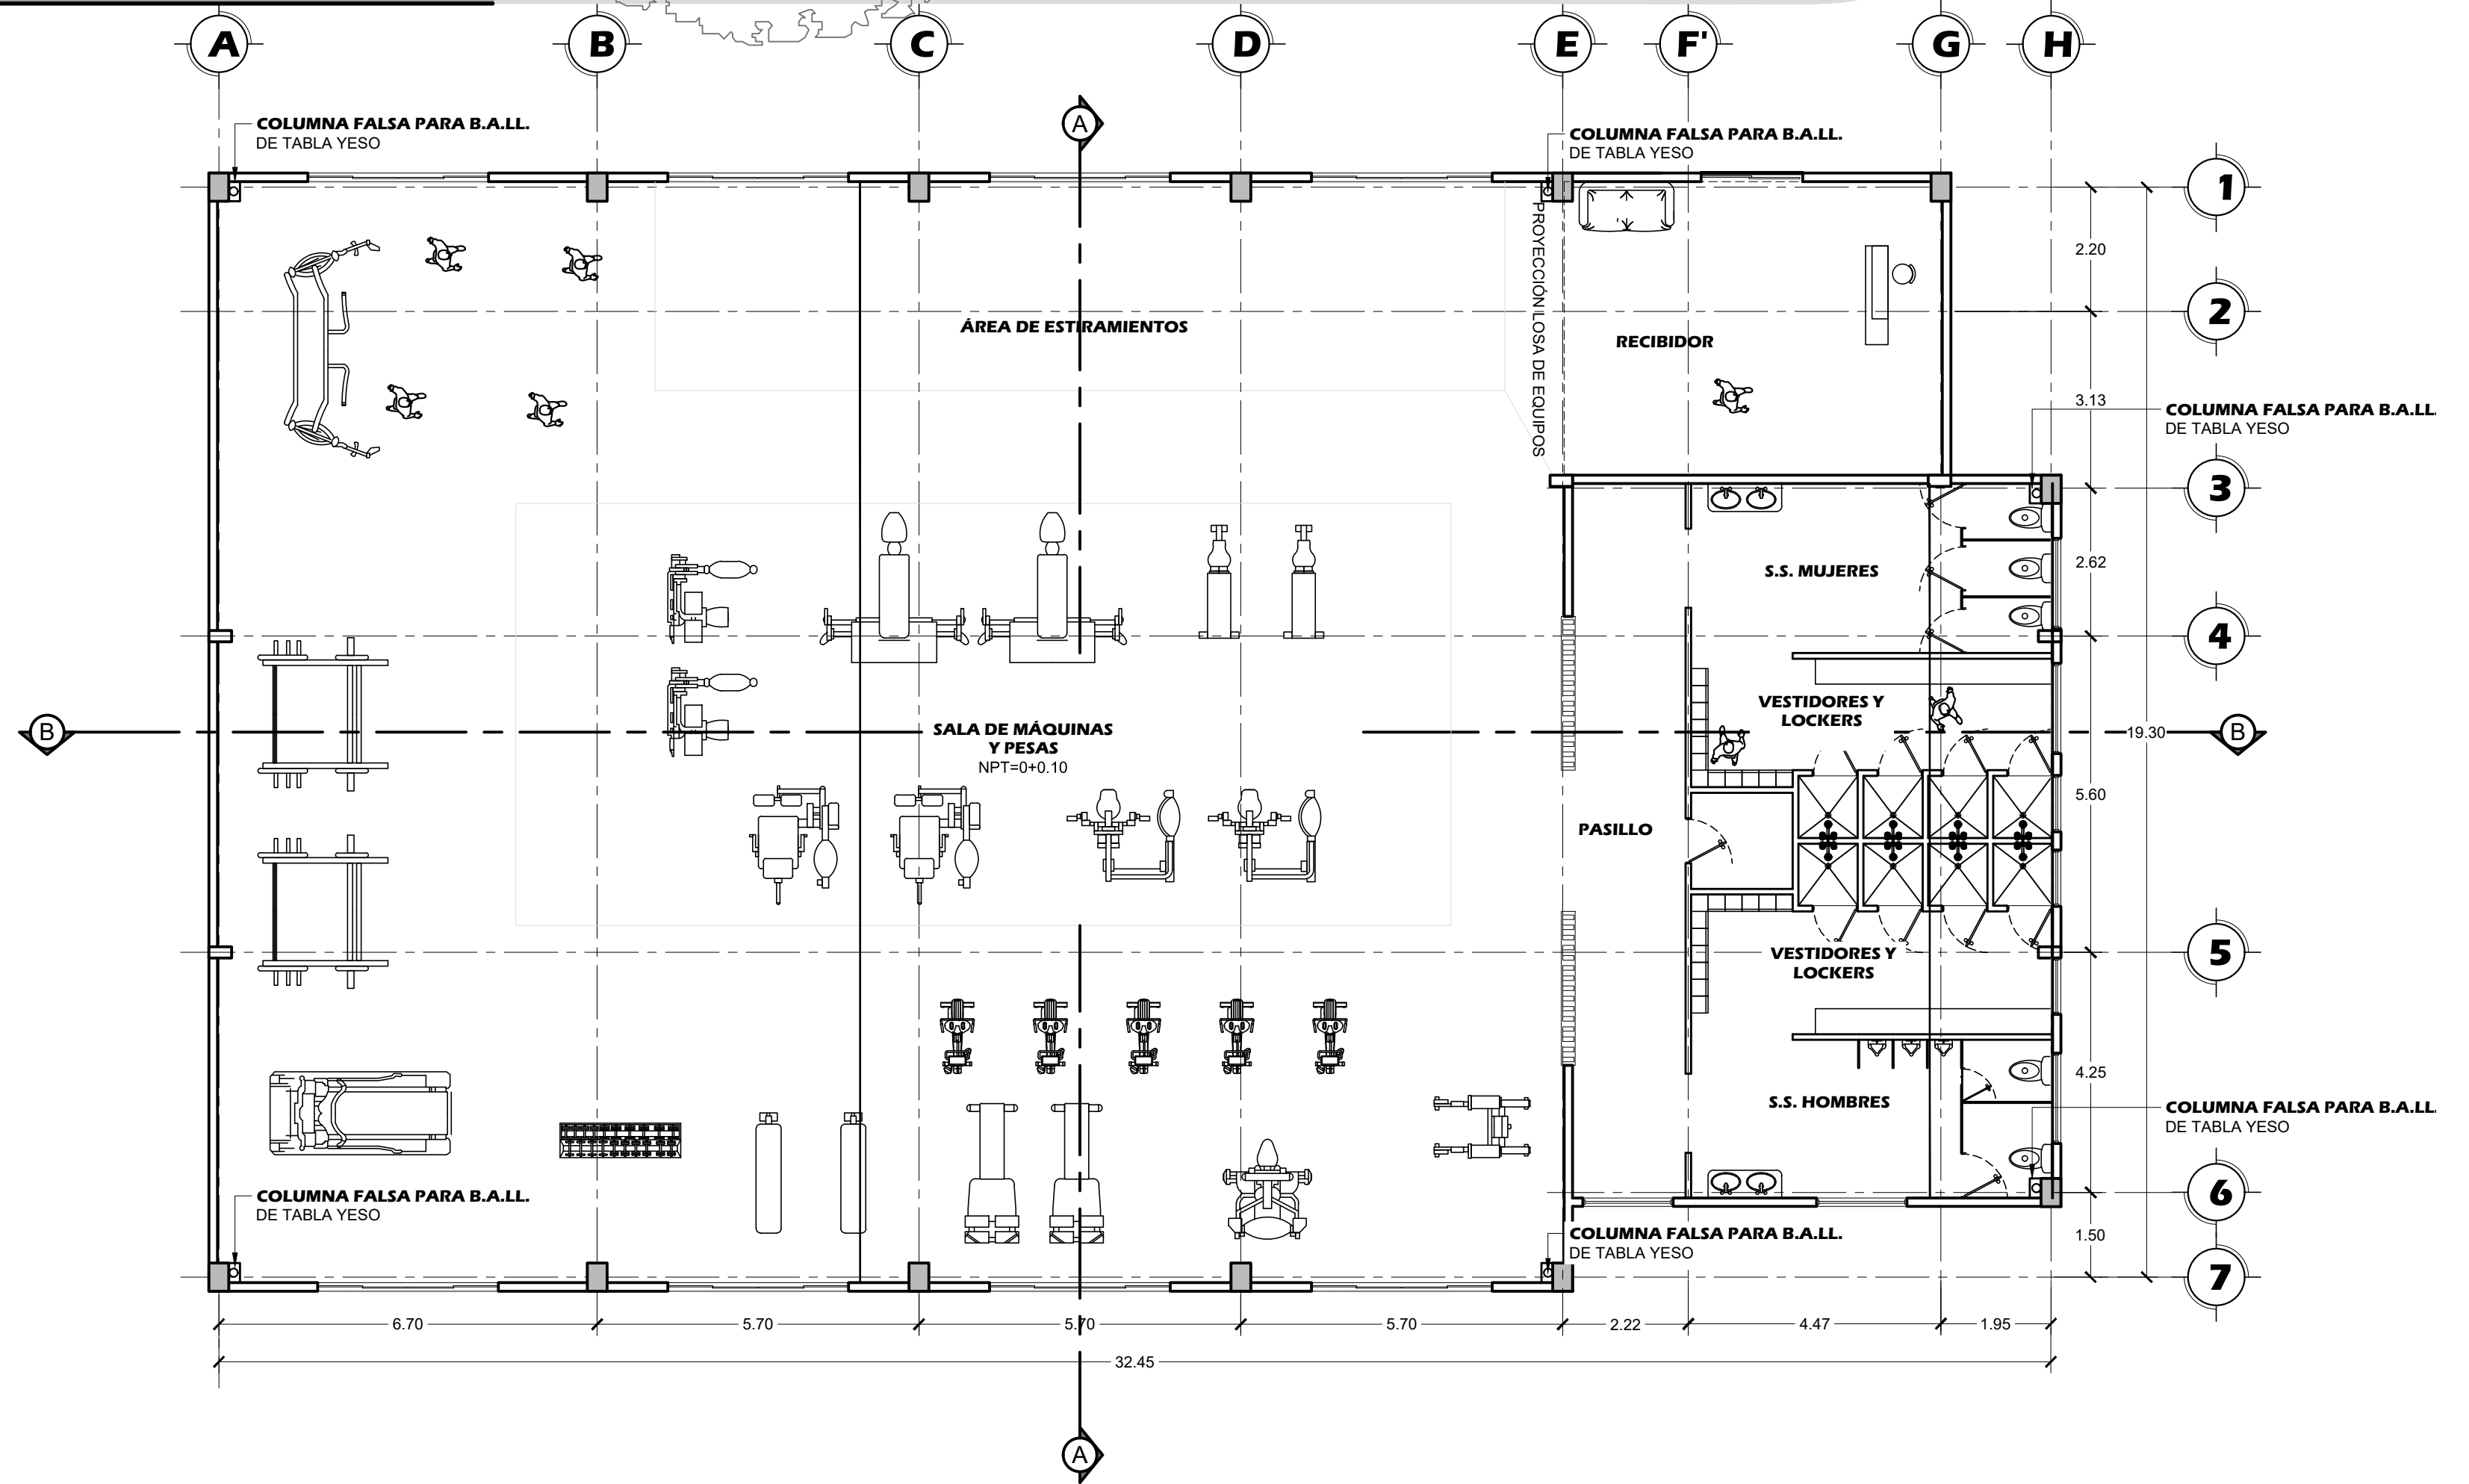 A B C D E F' G H
A
COLUMNA FALSA PARA B.A.LL.
DE TABLA YESO
COLUMNA FALSA PARA B.A.LL.
DE TABLA YESO
1
2.20
PROYECCIÓN LOSA DE EQUIPOS
2
ÁREA DE ESTIRAMIENTOS
RECIBIDOR
3.13
COLUMNA FALSA PARA B.A.LL.
DE TABLA YESO
3
2.62
S.S. MUJERES
4
VESTIDORES Y
LOCKERS
B
SALA DE MÁQUINAS
Y PESAS
NPT=0+0.10
19.30
B
5.60
PASILLO
5
VESTIDORES Y
LOCKERS
4.25
S.S. HOMBRES
COLUMNA FALSA PARA B.A.LL.
DE TABLA YESO
6
COLUMNA FALSA PARA B.A.LL.
DE TABLA YESO
COLUMNA FALSA PARA B.A.LL.
DE TABLA YESO
1.50
7
6.70 5.70 5.70 5.70 2.22 4.47 1.95
32.45
A